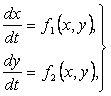 dx/dt = f₁(x, y),
dy/dt = f₂(x, y),